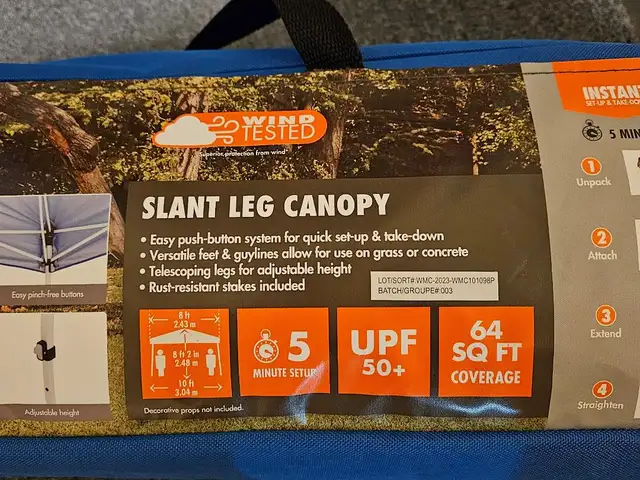 WIND
TESTED
Superior protection from wind*
INSTAN
SET-UP & TAKE-DO
5 MIN
SLANT LEG CANOPY
• Easy push-button system for quick set-up & take-down
• Versatile feet & guylines allow for use on grass or concrete
• Telescoping legs for adjustable height
• Rust-resistant stakes included
LOT/SORT#:WMC-2023-WMC101098P
BATCH/GROUPE#:003
Easy pinch-free buttons
Adjustable height
8 ft
2.43 m
8 ft 2 in
2.48 m
10 ft
3.04 m
5
MINUTE SETUP
UPF
50+
64
SQ FT
COVERAGE
Decorative props not included.
1
Unpack
2
Attach
3
Extend
4
Straighten